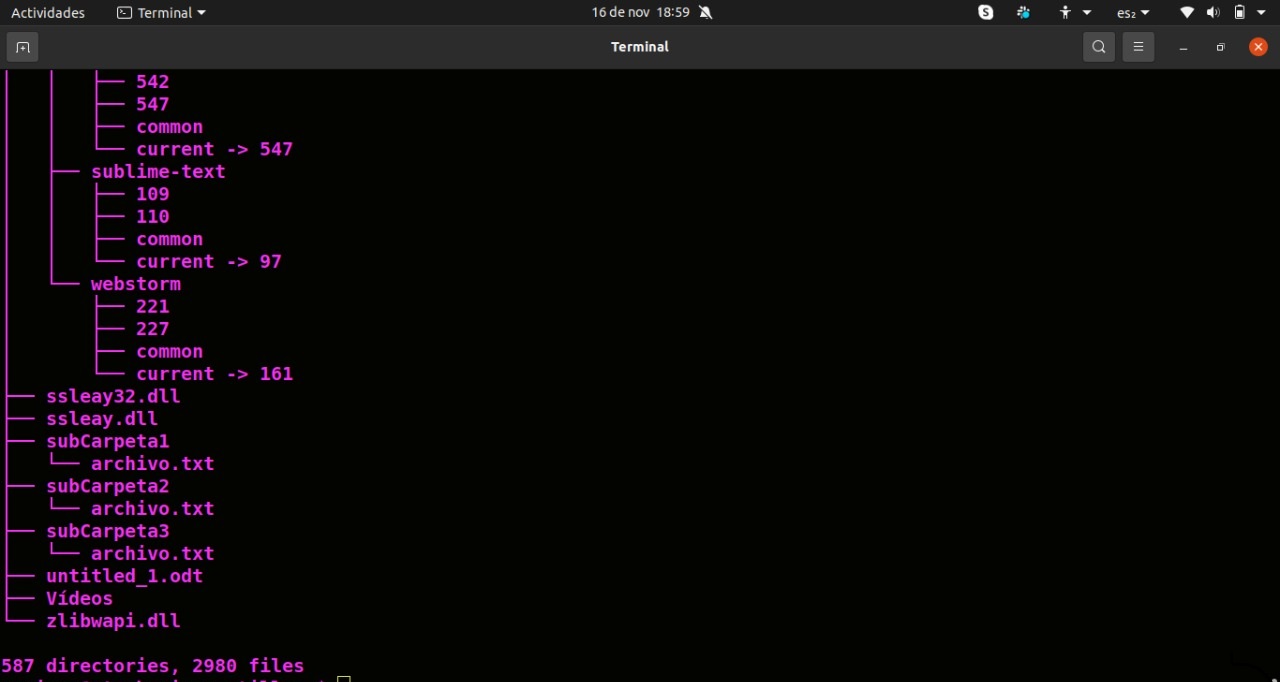 Actividades Terminal 16 de nov 18:59 es₂
Terminal
├── 542
├── 547
├── common
└── current -> 547
├── sublime-text
├── 109
├── 110
├── common
└── current -> 97
└── webstorm
├── 221
├── 227
├── common
└── current -> 161
├── ssleay32.dll
├── ssleay.dll
├── subCarpeta1
│   └── archivo.txt
├── subCarpeta2
│   └── archivo.txt
├── subCarpeta3
│   └── archivo.txt
├── untitled_1.odt
├── Vídeos
└── zlibwapi.dll
587 directories, 2980 files